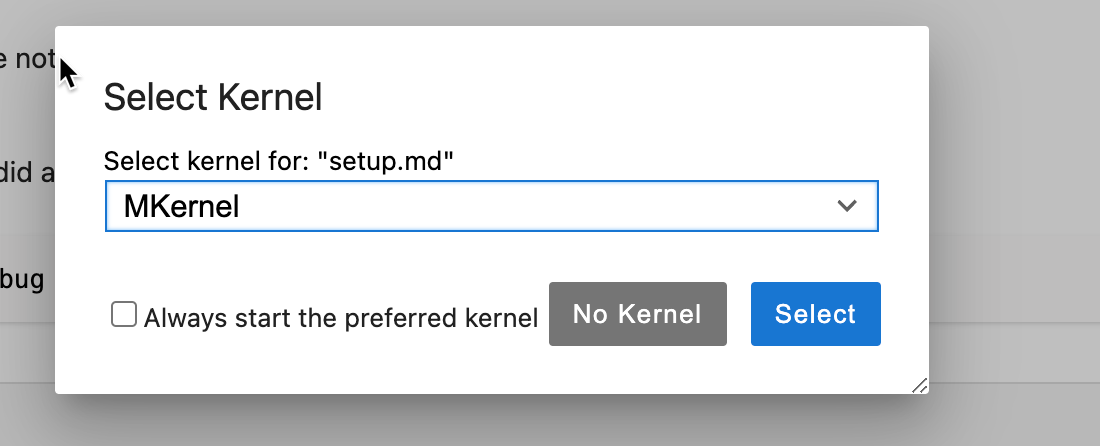 e not
Select Kernel
Select kernel for: "setup.md"
did a
MKernel
bug
Always start the preferred kernel
No Kernel
Select